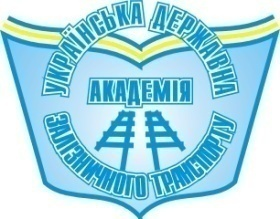 УКРАЇНСЬКА ДЕРЖАВНА
АКАДЕМІЯ
ЗАЛІЗНИЧНОГО ТРАНСПОРТУ